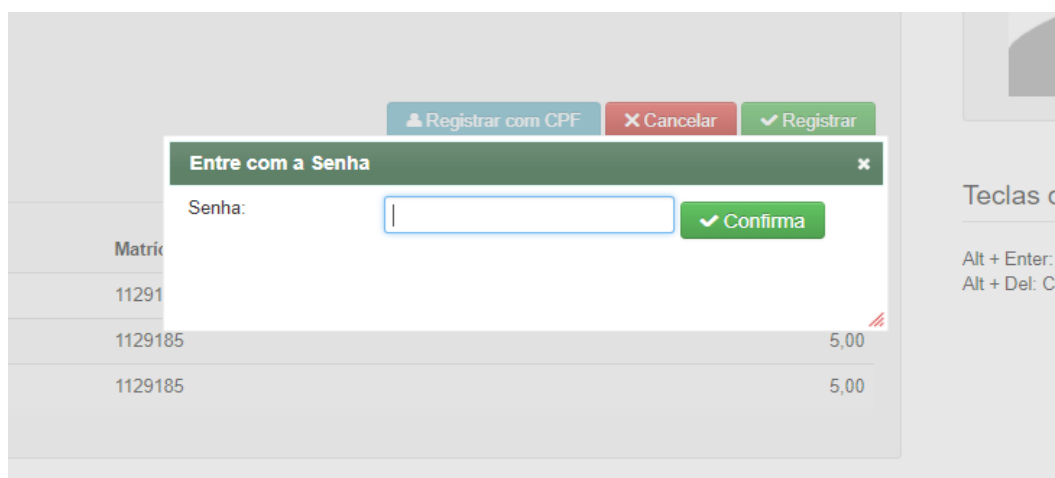 Registrar com CPF Cancelar Registrar
Entre com a Senha
Senha:
Confirma
Teclas
Alt + Enter:
Alt + Del: C
1129185 5,00
1129185 5,00